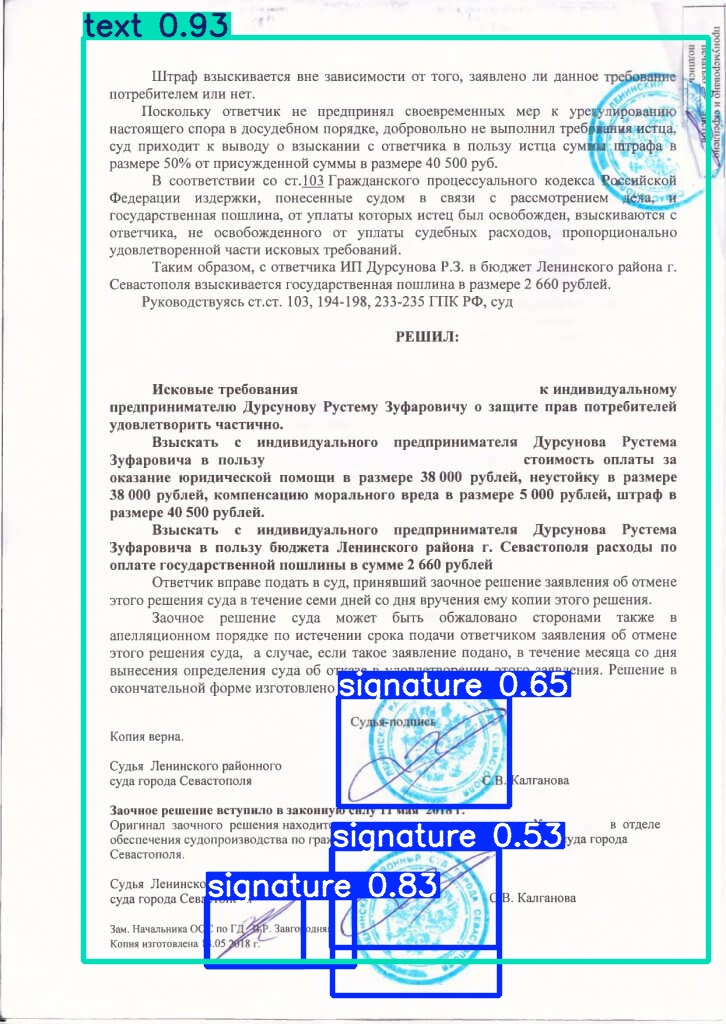 text 0.93
Штраф взыскивается вне зависимости от того, заявлено ли данное требование
потребителем или нет.
Поскольку ответчик не предпринял своевременных мер к урегулированию
настоящего спора в досудебном порядке, добровольно не выполнил требования истца,
суд приходит к выводу о взыскании с ответчика в пользу истца суммы штрафа в
размере 50% от присужденной суммы в размере 40 500 руб.
В соответствии со ст.103 Гражданского процессуального кодекса Российской
Федерации издержки, понесенные судом в связи с рассмотрением дела, и
государственная пошлина, от уплаты которых истец был освобожден, взыскиваются с
ответчика, не освобожденного от уплаты судебных расходов, пропорционально
удовлетворенной части исковых требований.
Таким образом, с ответчика ИП Дурсунова Р.З. в бюджет Ленинского района г.
Севастополя взыскивается государственная пошлина в размере 2 660 рублей.
Руководствуясь ст.ст. 103, 194-198, 233-235 ГПК РФ, суд
РЕШИЛ:
Исковые требования к индивидуальному
предпринимателю Дурсунову Рустему Зуфаровичу о защите прав потребителей
удовлетворить частично.
Взыскать с индивидуального предпринимателя Дурсунова Рустема
Зуфаровича в пользу стоимость оплаты за
оказание юридической помощи в размере 38 000 рублей, неустойку в размере
38 000 рублей, компенсацию морального вреда в размере 5 000 рублей, штраф в
размере 40 500 рублей.
Взыскать с индивидуального предпринимателя Дурсунова Рустема
Зуфаровича в пользу бюджета Ленинского района г. Севастополя расходы по
оплате государственной пошлины в сумме 2 660 рублей
Ответчик вправе подать в суд, принявший заочное решение заявления об отмене
этого решения суда в течение семи дней со дня вручения ему копии этого решения.
Заочное решение суда может быть обжаловано сторонами также в
апелляционном порядке по истечении срока подачи ответчиком заявления об отмене
этого решения суда, а случае, если такое заявление подано, в течение месяца со дня
вынесения определения суда об отказе в удовлетворении этого заявления. Решение в
окончательной форме изготовлено
signature 0.65
Судья-подпись
Копия верна.
Судья Ленинского районного
суда города Севастополя С.В. Калганова
Заочное решение вступило в законную силу 11 мая 2018 г.
Оригинал заочного решения находит в отделе
signature 0.53
обеспечения судопроизводства по суда города
Севастополя.
Судья
signature 0.83
суда города С.В. Калганова
Зам. Начальника по ГД
Копия изготовлена 14.05.2018 г.